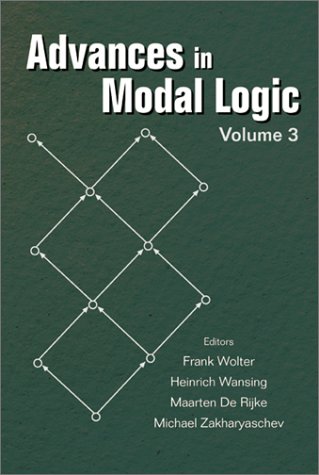 Advances in
Modal Logic
Volume 3
Editors
Frank Wolter
Heinrich Wansing
Maarten De Rijke
Michael Zakharyaschev